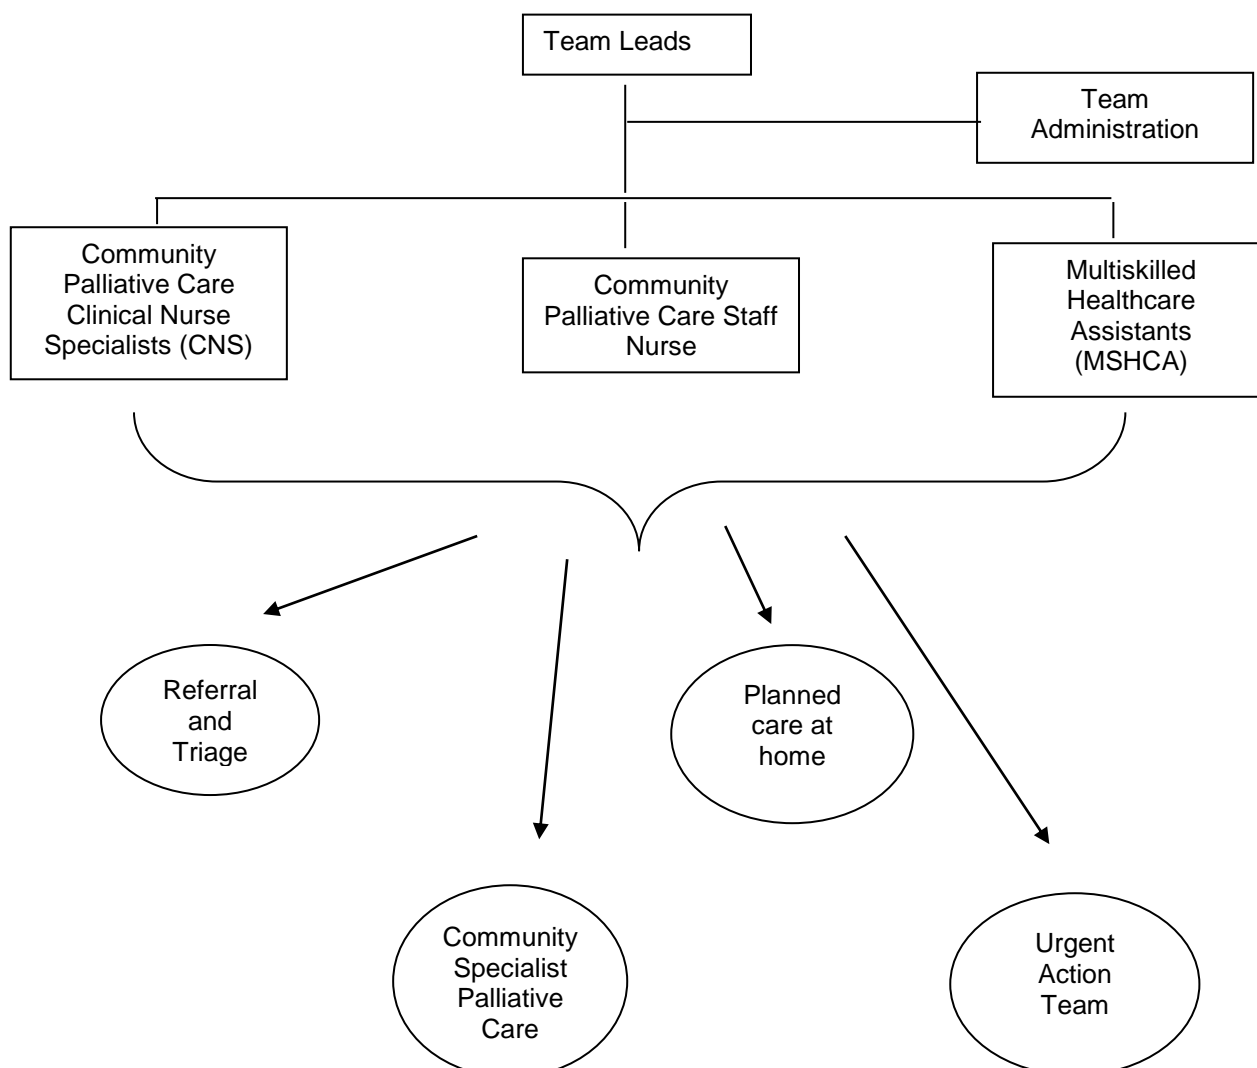 Team Leads
Team
Administration
Community
Palliative Care
Clinical Nurse
Specialists (CNS)
Community
Palliative Care Staff
Nurse
Multiskilled
Healthcare
Assistants
(MSHCA)
Referral
and
Triage
Planned
care at
home
Community
Specialist
Palliative
Care
Urgent
Action
Team